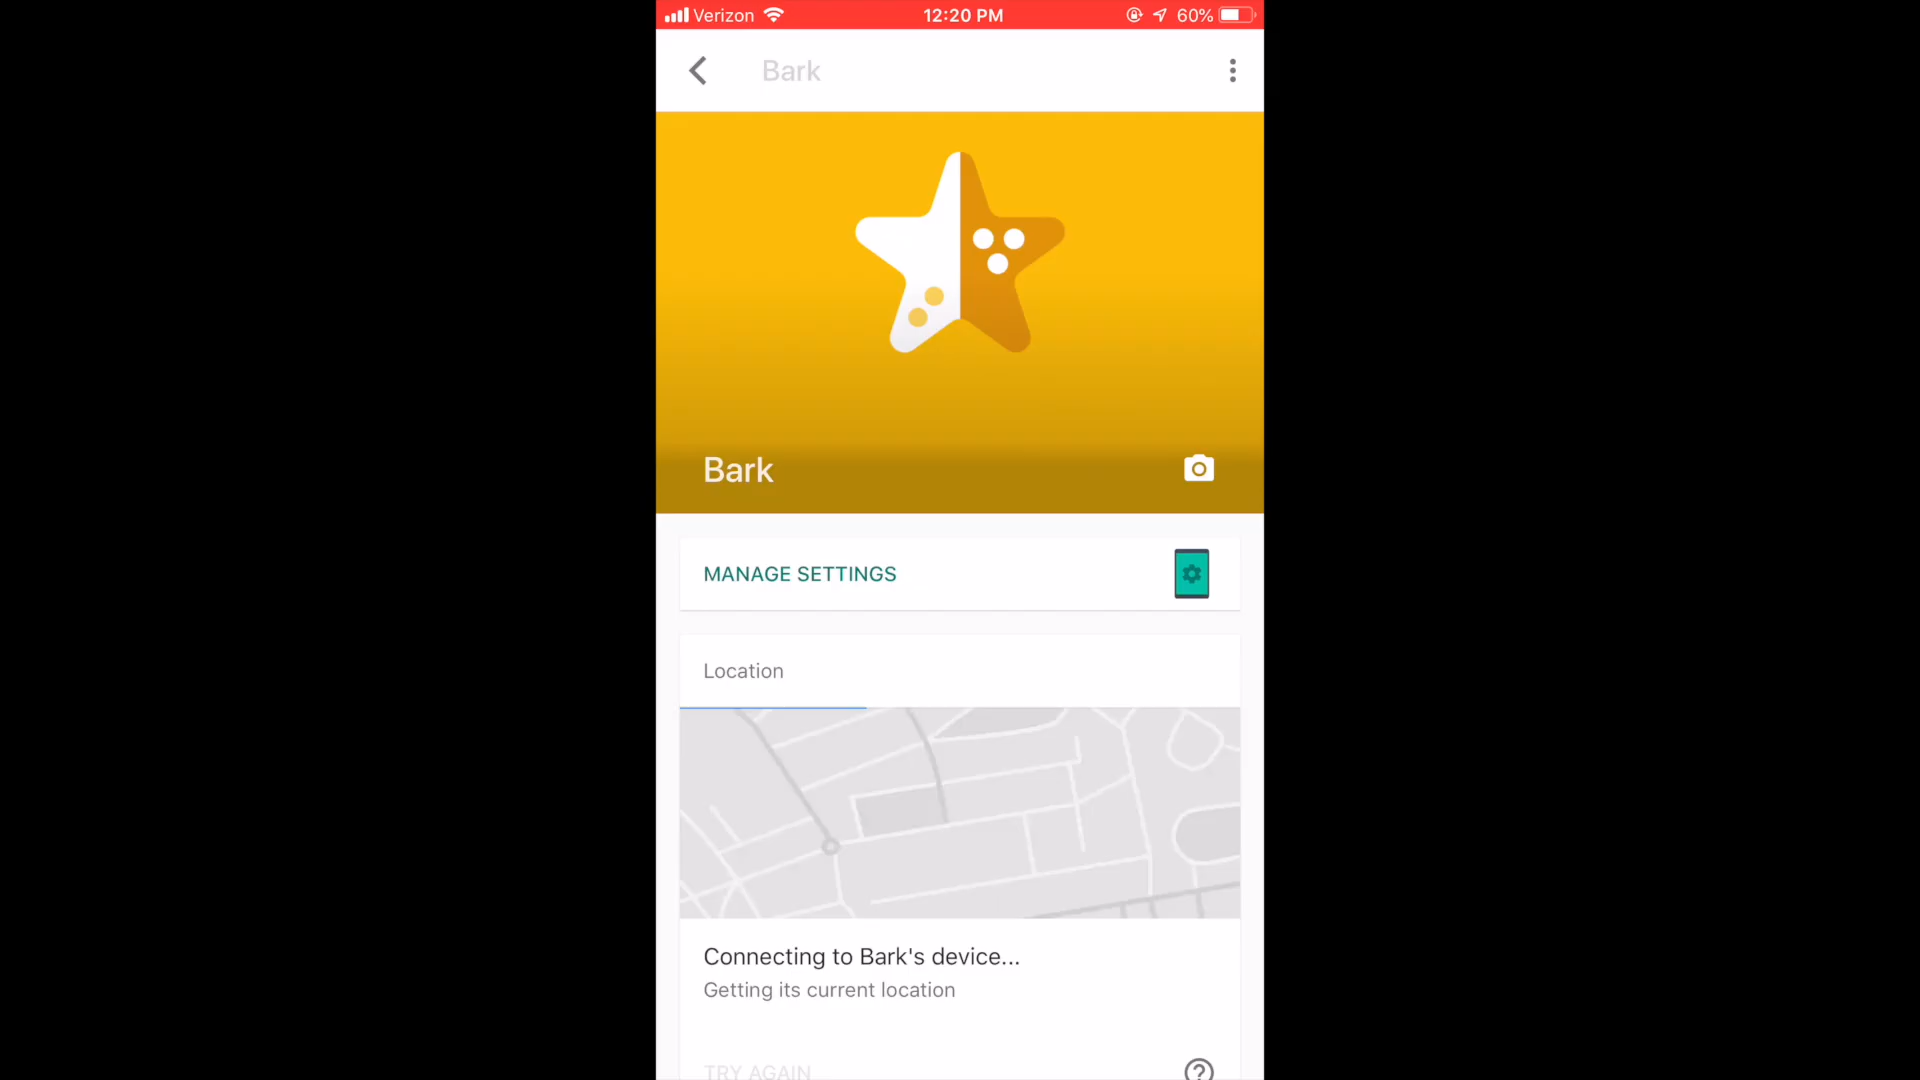 Verizon 12:20 PM 60%
Bark
Bark
MANAGE SETTINGS
Location
Connecting to Bark's device...
Getting its current location
TRY AGAIN